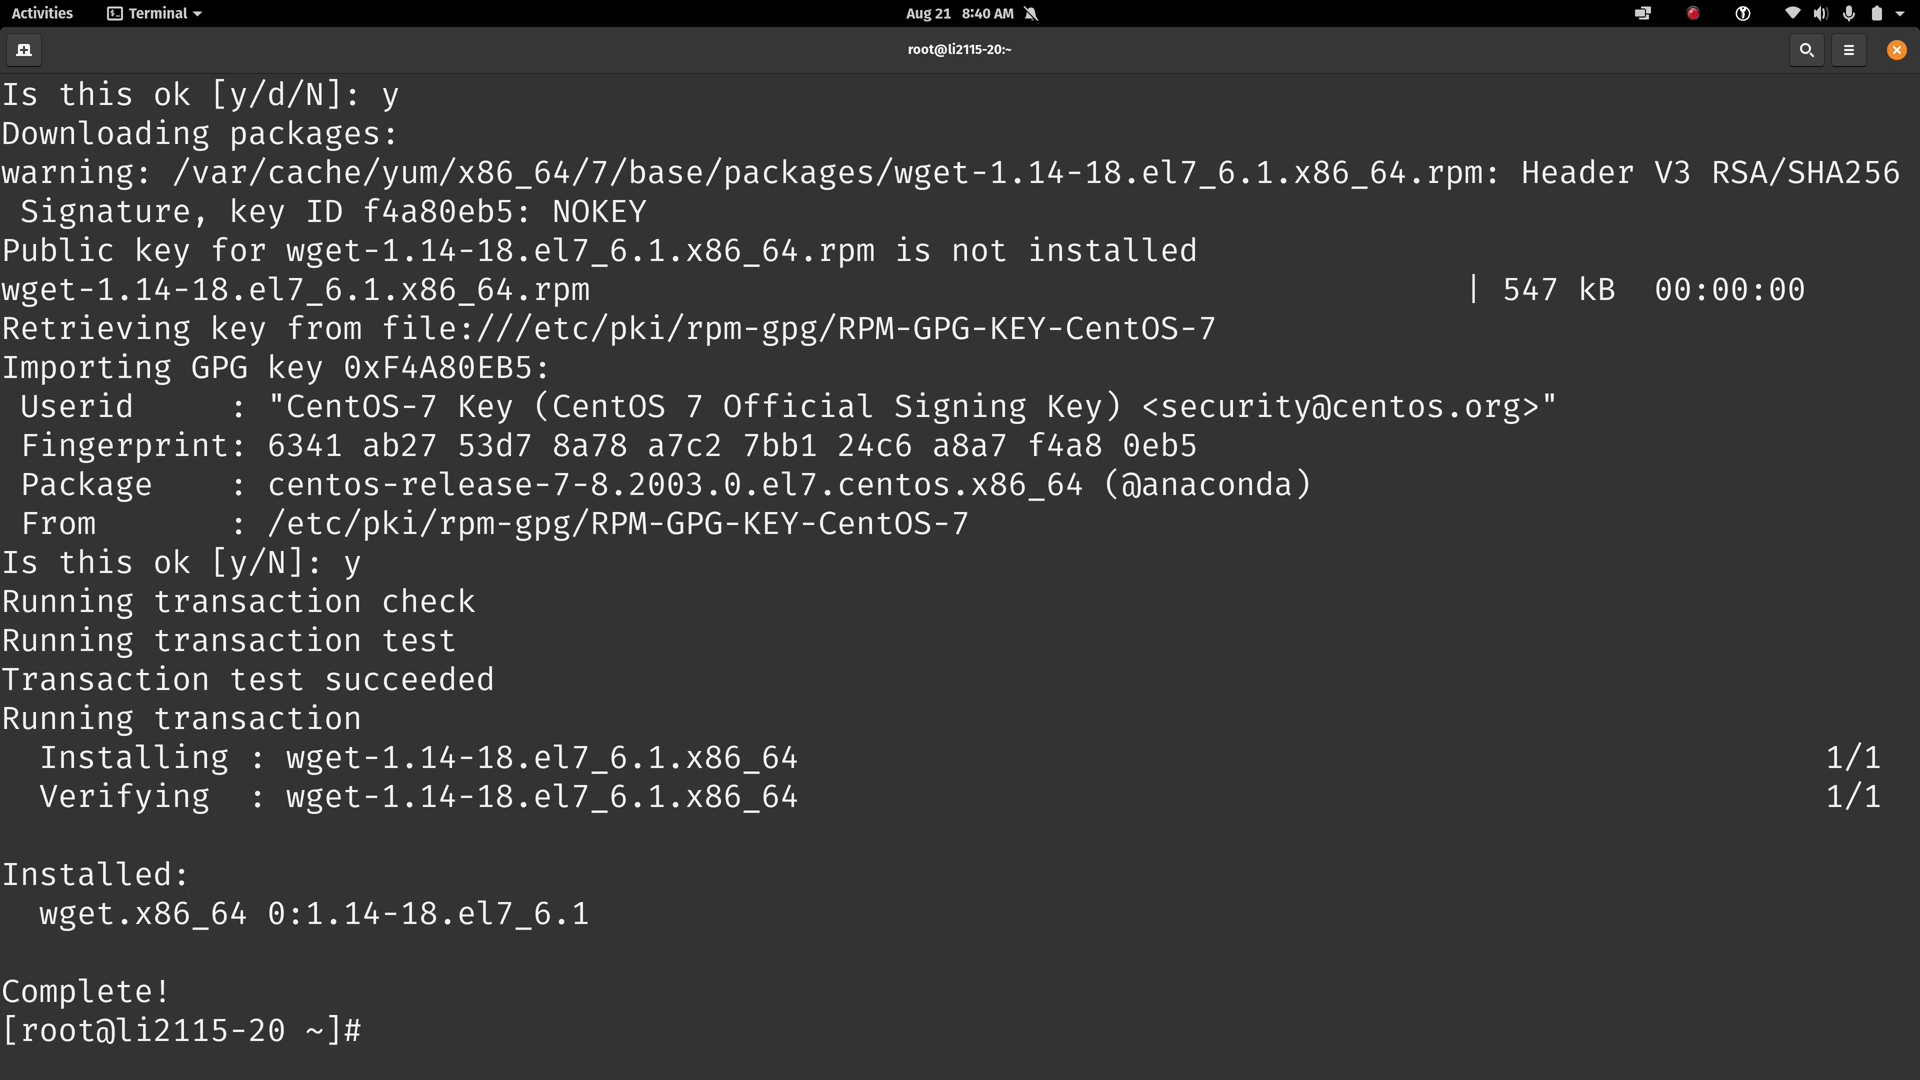 Activities Terminal Aug 21 8:40 AM
root@li2115-20:~
Is this ok [y/d/N]: y
Downloading packages:
warning: /var/cache/yum/x86_64/7/base/packages/wget-1.14-18.el7_6.1.x86_64.rpm: Header V3 RSA/SHA256
 Signature, key ID f4a80eb5: NOKEY
Public key for wget-1.14-18.el7_6.1.x86_64.rpm is not installed
wget-1.14-18.el7_6.1.x86_64.rpm | 547 kB 00:00:00
Retrieving key from file:///etc/pki/rpm-gpg/RPM-GPG-KEY-CentOS-7
Importing GPG key 0xF4A80EB5:
 Userid : "CentOS-7 Key (CentOS 7 Official Signing Key) <security@centos.org>"
 Fingerprint: 6341 ab27 53d7 8a78 a7c2 7bb1 24c6 a8a7 f4a8 0eb5
 Package : centos-release-7-8.2003.0.el7.centos.x86_64 (@anaconda)
 From : /etc/pki/rpm-gpg/RPM-GPG-KEY-CentOS-7
Is this ok [y/N]: y
Running transaction check
Running transaction test
Transaction test succeeded
Running transaction
  Installing : wget-1.14-18.el7_6.1.x86_64 1/1
  Verifying : wget-1.14-18.el7_6.1.x86_64 1/1
Installed:
  wget.x86_64 0:1.14-18.el7_6.1
Complete!
[root@li2115-20 ~]#